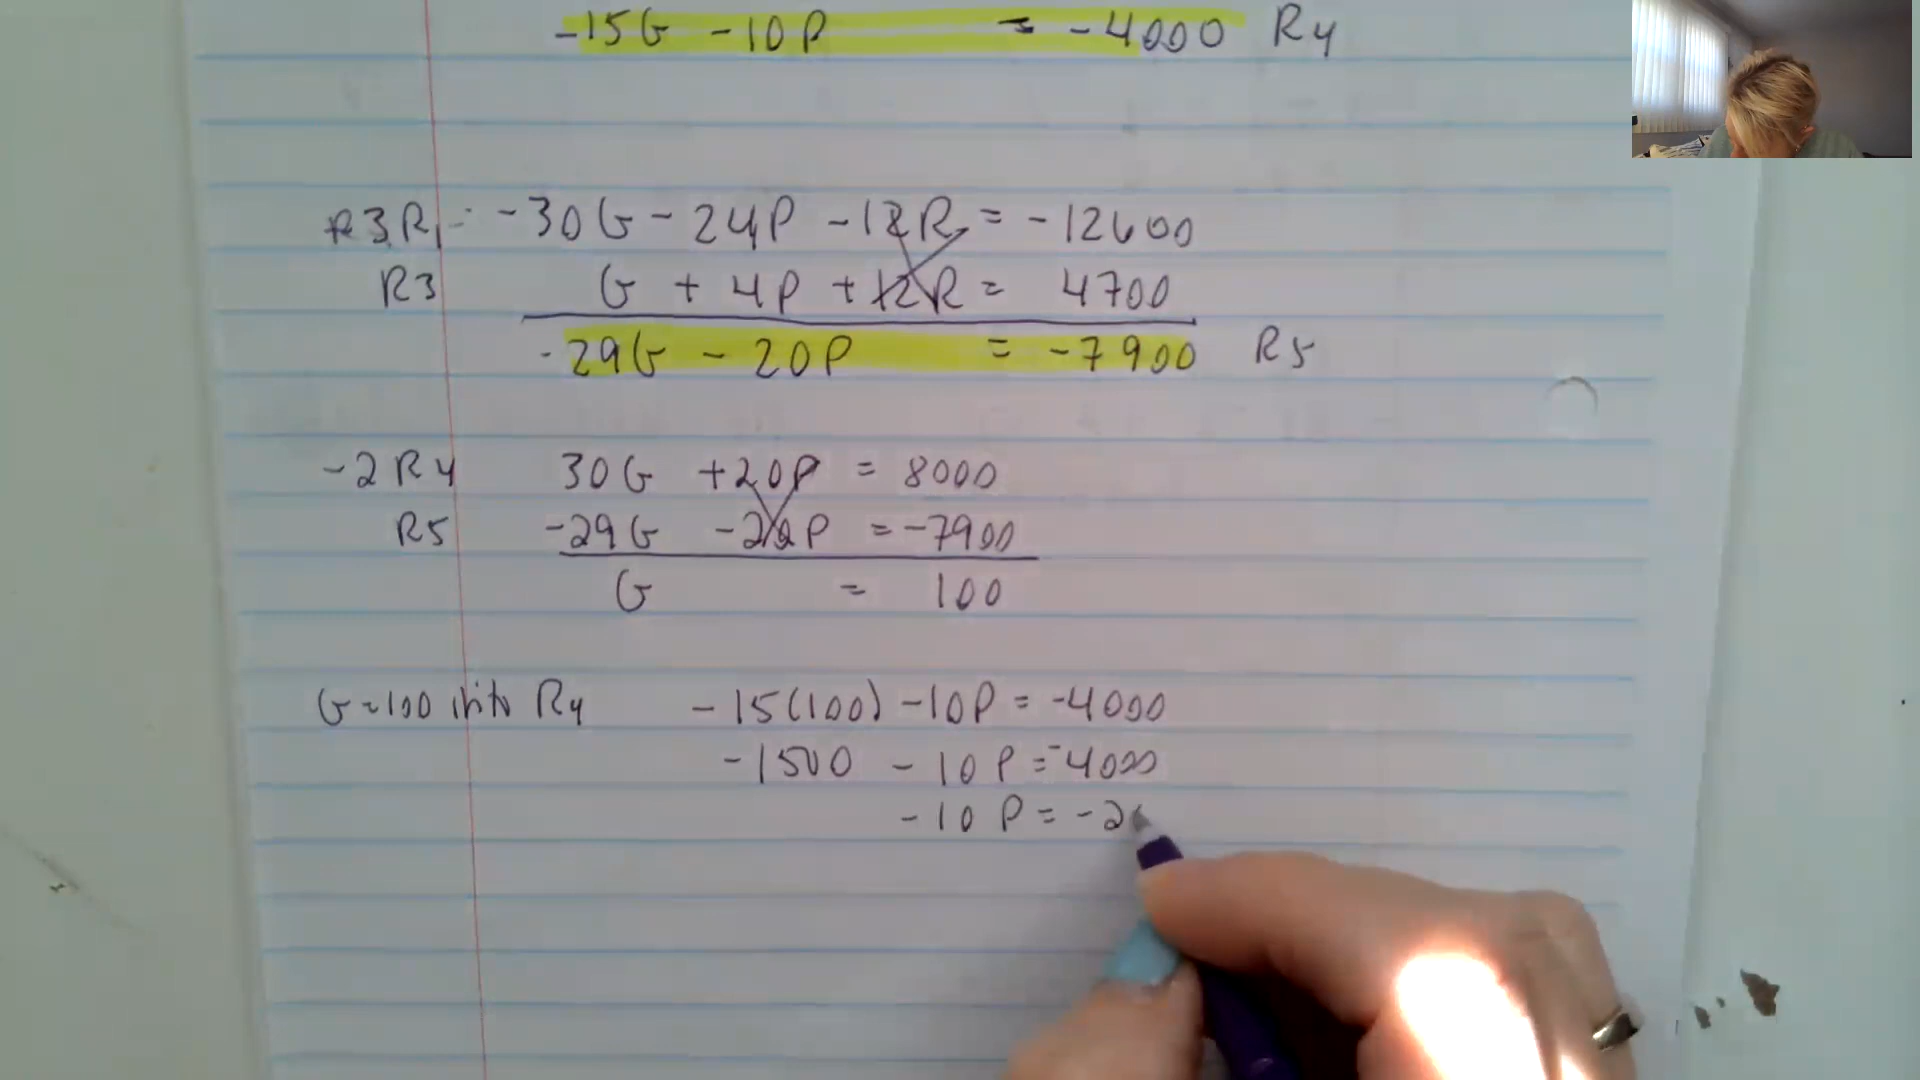 -15G -10P = -4000 R4
R3R1 - -30G - 24P - 12R = -12600
R3 G + 4P + 12R = 4700
-29G - 20P = -7900 R5
-2R4 30G +20P = 8000
R5 -29G -20P = -7900
G = 100
G=100 into R4 -15(100) -10P = -4000
-1500 - 10P = -4000
-10P = -2